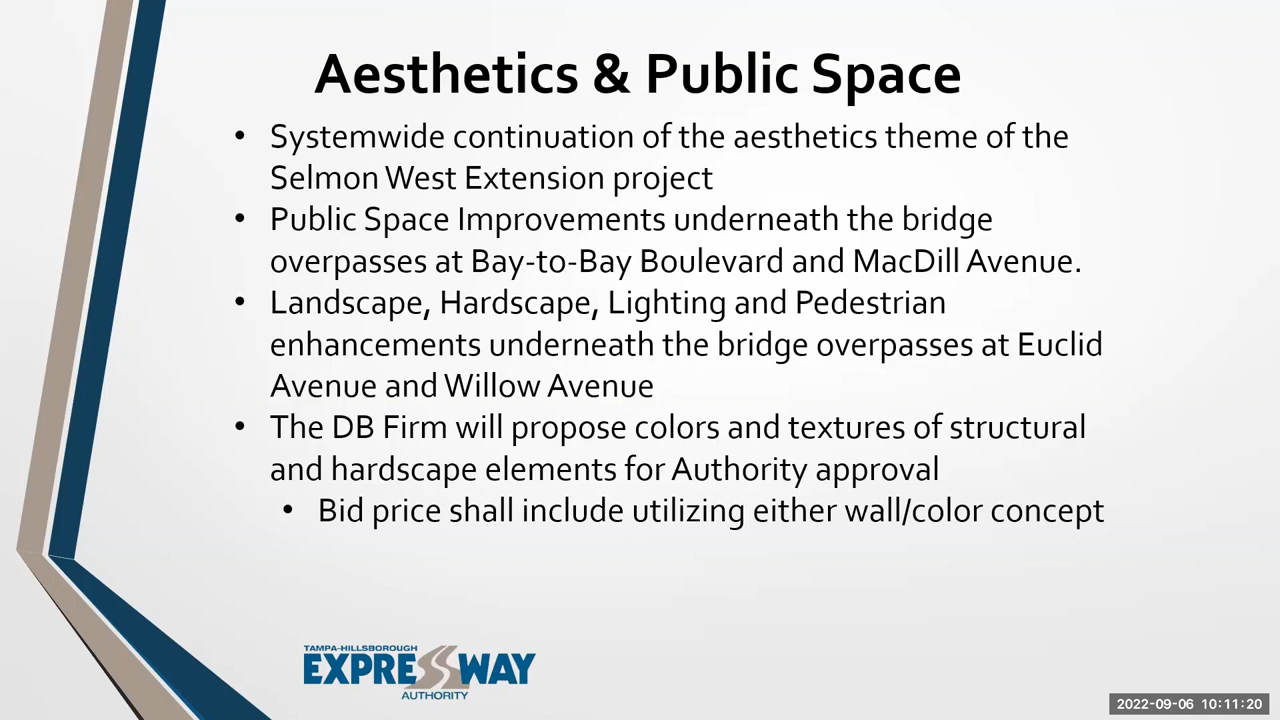 Aesthetics & Public Space
• Systemwide continuation of the aesthetics theme of the
Selmon West Extension project
• Public Space Improvements underneath the bridge
overpasses at Bay-to-Bay Boulevard and MacDill Avenue.
• Landscape, Hardscape, Lighting and Pedestrian
enhancements underneath the bridge overpasses at Euclid
Avenue and Willow Avenue
• The DB Firm will propose colors and textures of structural
and hardscape elements for Authority approval
• Bid price shall include utilizing either wall/color concept
TAMPA-HILLSBOROUGH
EXPRESSWAY
AUTHORITY
2022-09-06 10:11:20